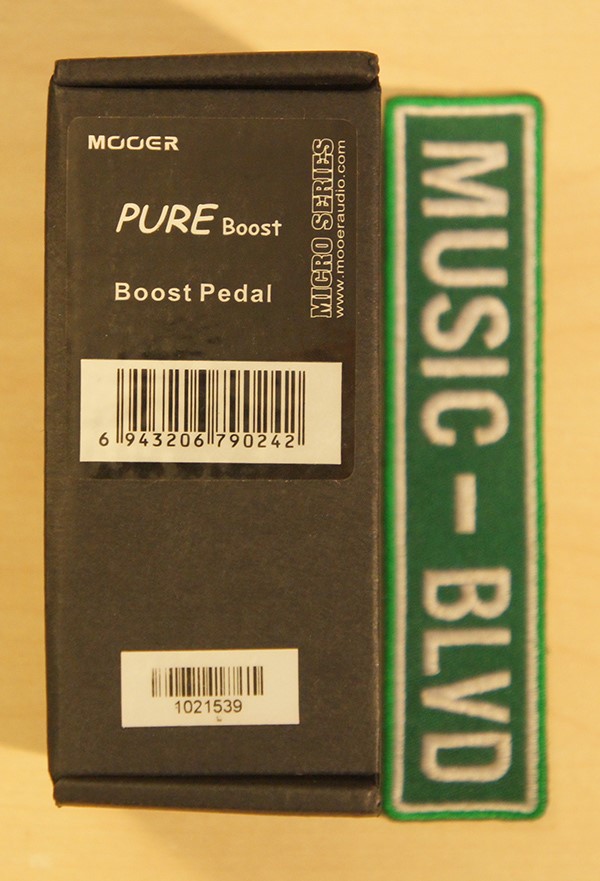 MOOER
PURE Boost
Boost Pedal
MICRO SERIES
www.mooeraudio.com
6 943206 790242
1021539
MUSIC - BLVD